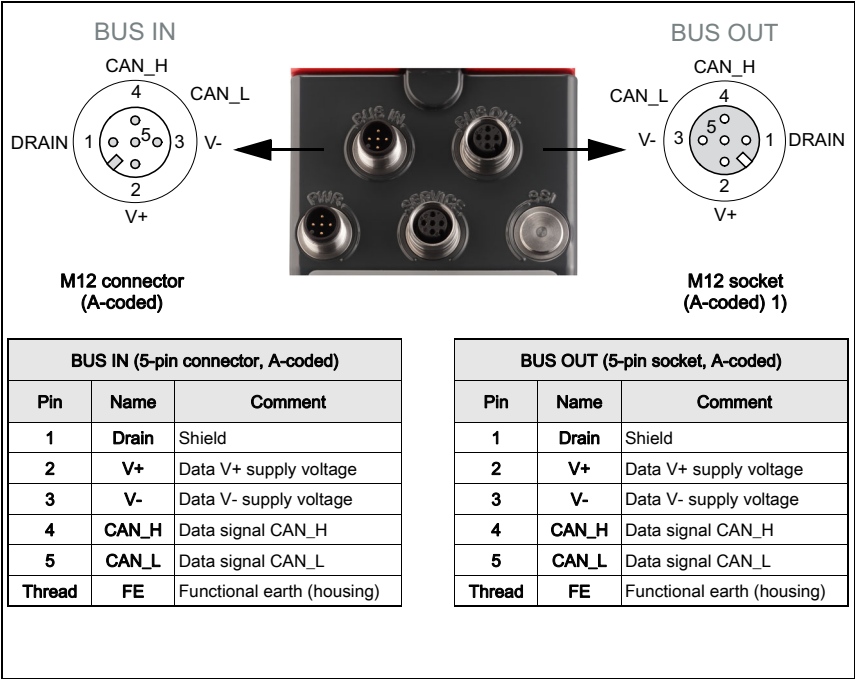 BUS IN
BUS OUT
CAN_H
4
CAN_L
DRAIN 1 5 3 V-
2
V+
BUS IN
BUS OUT
PWR
SERVICE
SSI
CAN_H
CAN_L 4
V- 3 5 1 DRAIN
2
V+
M12 connector
(A-coded)
M12 socket
(A-coded) 1)
BUS IN (5-pin connector, A-coded)
Pin Name Comment
1 Drain Shield
2 V+ Data V+ supply voltage
3 V- Data V- supply voltage
4 CAN_H Data signal CAN_H
5 CAN_L Data signal CAN_L
Thread FE Functional earth (housing)
BUS OUT (5-pin socket, A-coded)
Pin Name Comment
1 Drain Shield
2 V+ Data V+ supply voltage
3 V- Data V- supply voltage
4 CAN_H Data signal CAN_H
5 CAN_L Data signal CAN_L
Thread FE Functional earth (housing)